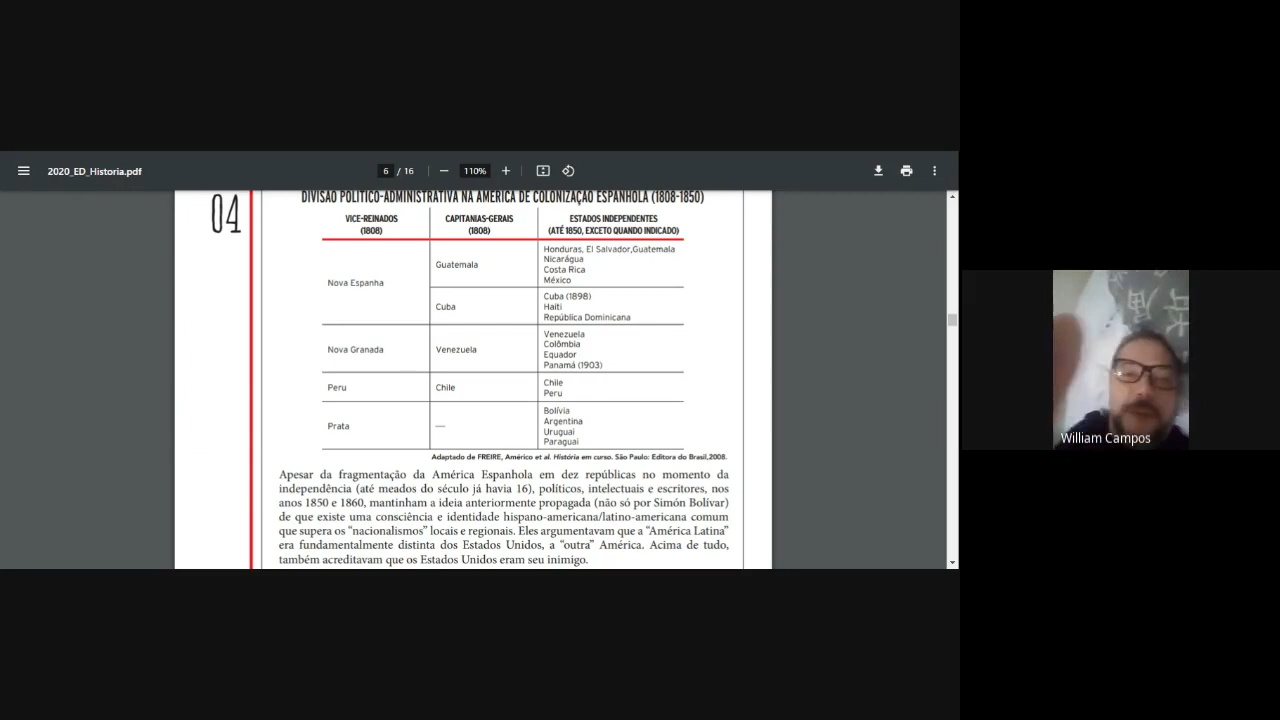 2020_ED_Historia.pdf
6 / 16
110%
04
DIVISÃO POLÍTICO-ADMINISTRATIVA NA AMÉRICA DE COLONIZAÇÃO ESPANHOLA (1808-1850)
VICE-REINADOS
(1808)
CAPITANIAS-GERAIS
(1808)
ESTADOS INDEPENDENTES
(ATÉ 1850, EXCETO QUANDO INDICADO)
Nova Espanha
Guatemala
Honduras, El Salvador,Guatemala
Nicarágua
Costa Rica
México
Cuba
Cuba (1898)
Haiti
República Dominicana
Nova Granada
Venezuela
Venezuela
Colômbia
Equador
Panamá (1903)
Peru
Chile
Chile
Peru
Prata
—
Bolívia
Argentina
Uruguai
Paraguai
Adaptado de FREIRE, Américo et al. História em curso. São Paulo: Editora do Brasil,2008.
Apesar da fragmentação da América Espanhola em dez repúblicas no momento da
independência (até meados do século já havia 16), políticos, intelectuais e escritores, nos
anos 1850 e 1860, mantinham a ideia anteriormente propagada (não só por Simón Bolívar)
de que existe uma consciência e identidade hispano-americana/latino-americana comum
que supera os “nacionalismos” locais e regionais. Eles argumentavam que a “América Latina”
era fundamentalmente distinta dos Estados Unidos, a “outra” América. Acima de tudo,
também acreditavam que os Estados Unidos eram seu inimigo.
William Campos